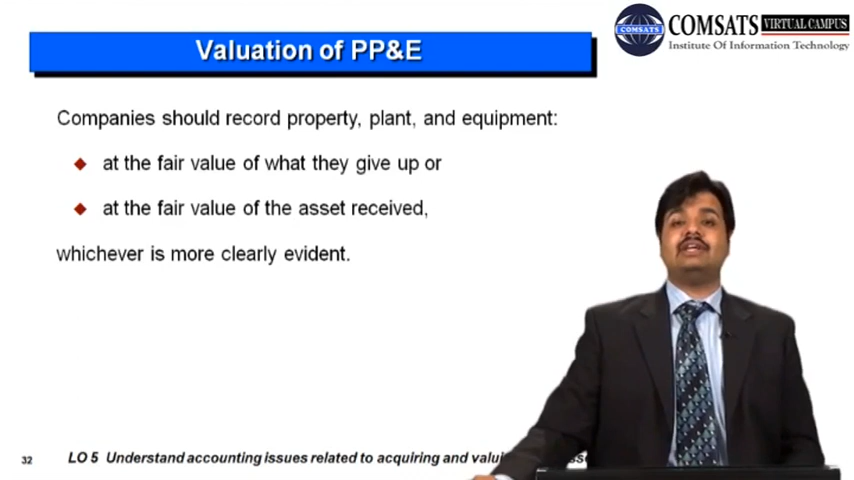 Valuation of PP&E
COMSATS
COMSATS VIRTUAL CAMPUS
Institute Of Information Technology
Companies should record property, plant, and equipment:
at the fair value of what they give up or
at the fair value of the asset received,
whichever is more clearly evident.
32
LO 5 Understand accounting issues related to acquiring and